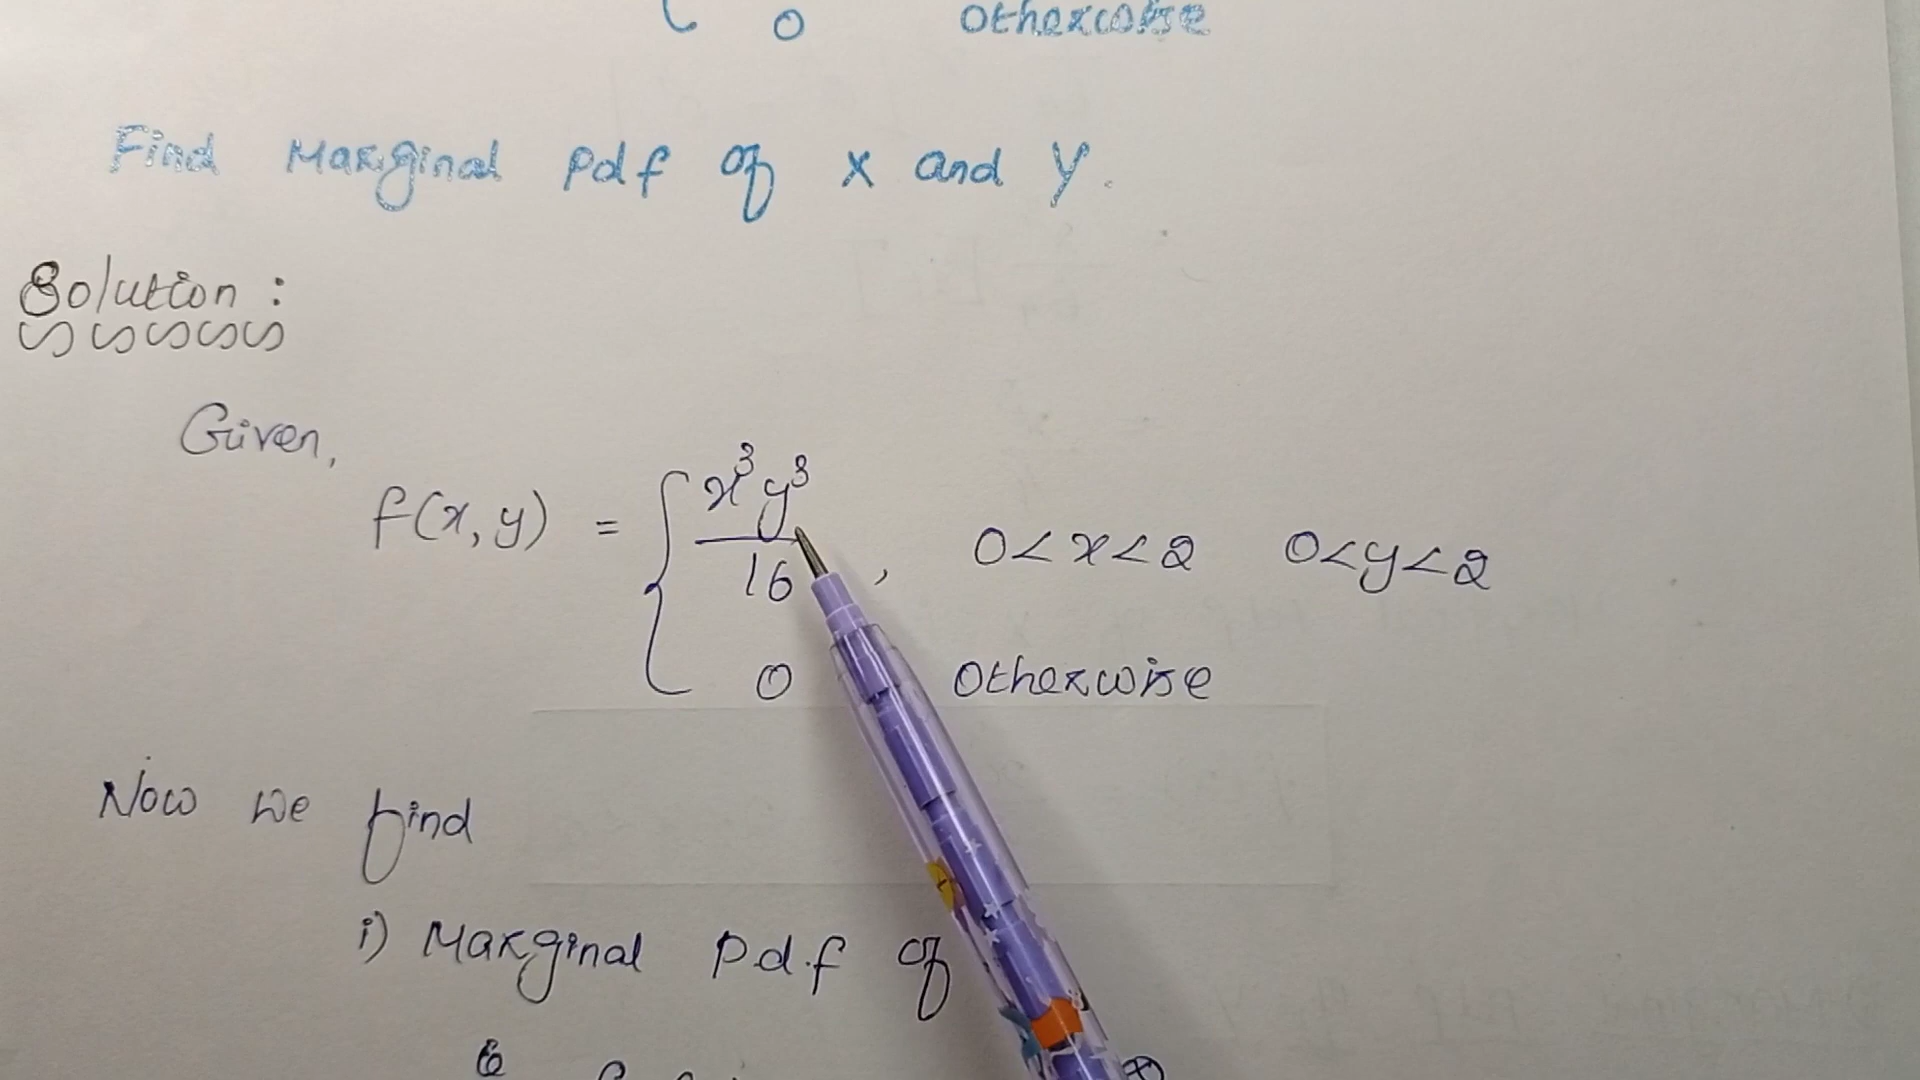 0 otherwise
Find Marginal pdf of X and Y.
Solution :
Given,
f(x,y) = { x³y³/16 , 0<x<2 0<y<2
0 otherwise
Now we find
i) Marginal p.d.f of